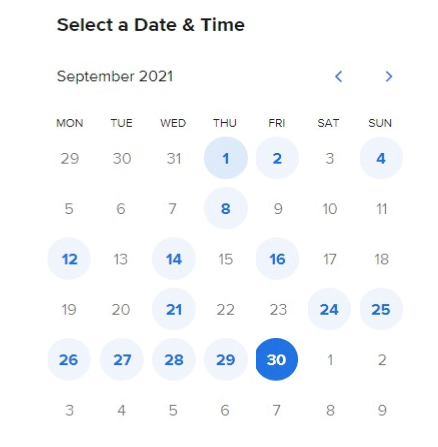 Select a Date & Time
September 2021
MON TUE WED THU FRI SAT SUN
29 30 31 1 2 3 4
5 6 7 8 9 10 11
12 13 14 15 16 17 18
19 20 21 22 23 24 25
26 27 28 29 30 1 2
3 4 5 6 7 8 9